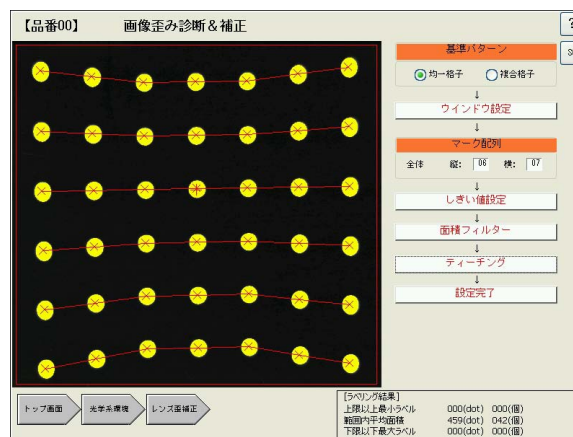 【品番00】 画像歪み診断＆補正
?
S
基準パターン
均一格子 複合格子
↓
ウインドウ設定
↓
マーク配列
全体 縦: 06 横: 07
↓
しきい値設定
↓
面積フィルター
↓
ティーチング
↓
設定完了
トップ画面 光学系環境 レンズ歪補正
[ラベリング結果]
上限以上最小ラベル 000(dot) 000(個)
範囲内平均面積 459(dot) 042(個)
下限以下最大ラベル 000(dot) 000(個)